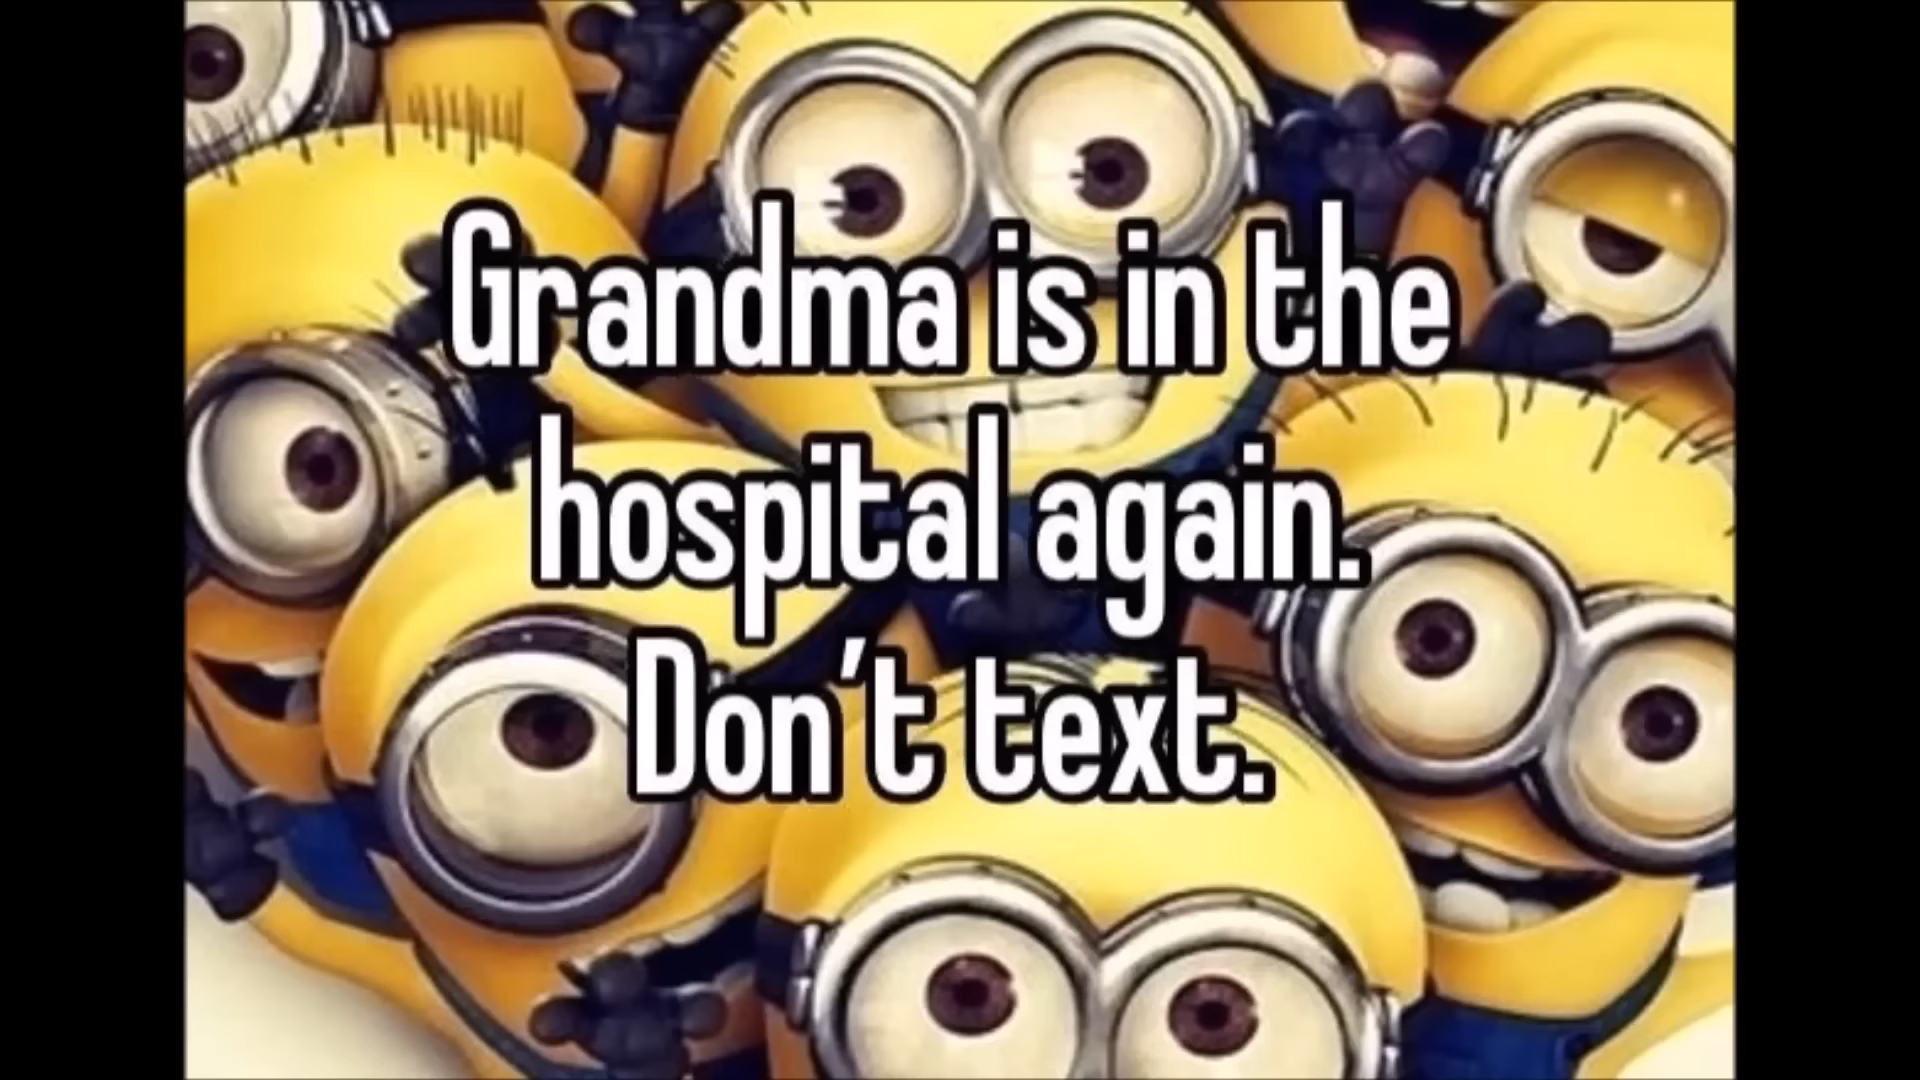 Grandma is in the
hospital again.
Don't text.